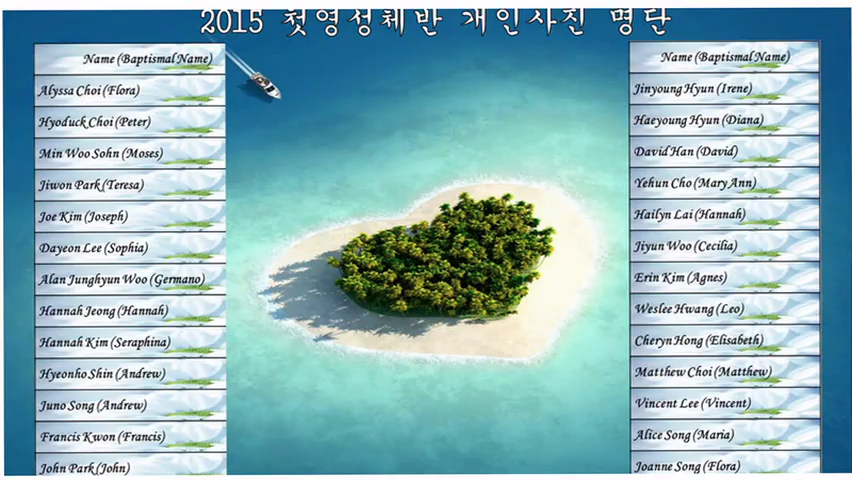 2015 첫영성체반 개인사진 명단
Name (Baptismal Name)
Alyssa Choi (Flora)
Hyoduck Choi (Peter)
Min Woo Sohn (Moses)
Jiwon Park (Teresa)
Joe Kim (Joseph)
Dayeon Lee (Sophia)
Alan Junghyun Woo (Germano)
Hannah Jeong (Hannah)
Hannah Kim (Seraphina)
Hyeonho Shin (Andrew)
Juno Song (Andrew)
Francis Kwon (Francis)
John Park (John)
Name (Baptismal Name)
Jinyoung Hyun (Irene)
Haeyoung Hyun (Diana)
David Han (David)
Yehun Cho (Mary Ann)
Hailyn Lai (Hannah)
Jiyun Woo (Cecilia)
Erin Kim (Agnes)
Weslee Hwang (Leo)
Cheryn Hong (Elisabeth)
Matthew Choi (Matthew)
Vincent Lee (Vincent)
Alice Song (Maria)
Joanne Song (Flora)